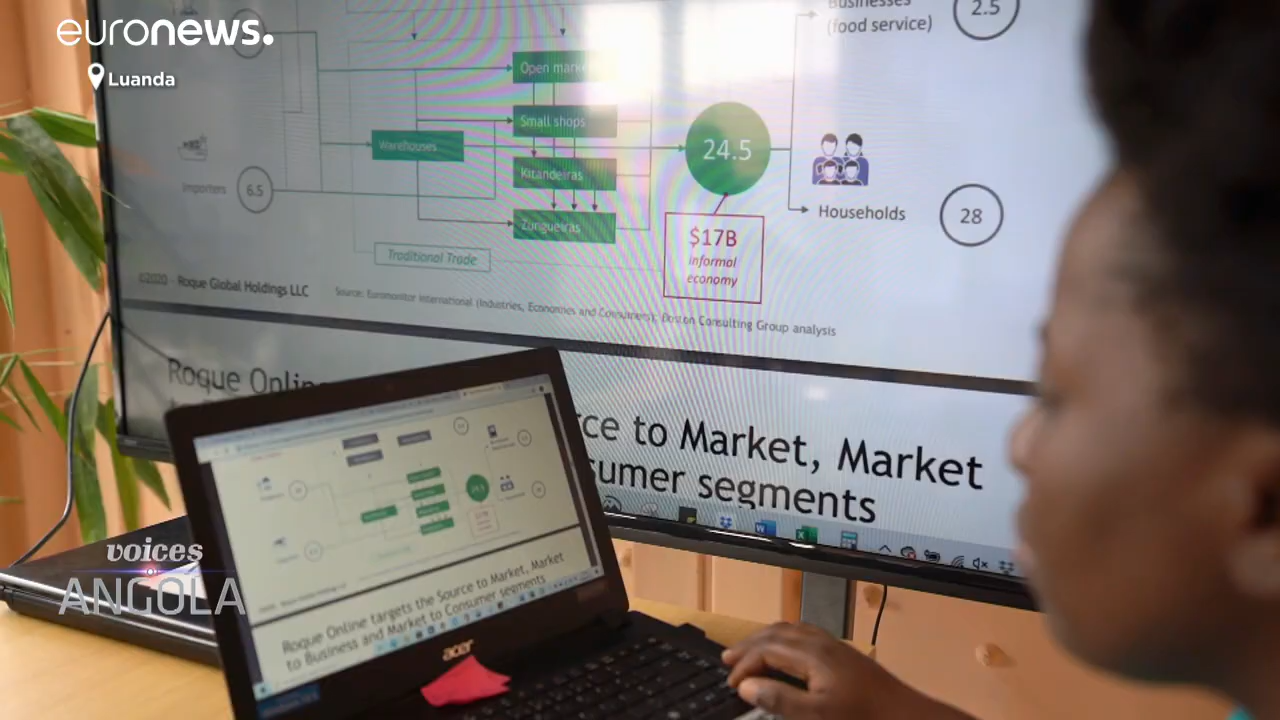 euronews.
Luanda
Businesses
(food service)
2.5
Open market
Small shops
Warehouses
Kitandeiras
Zungueiras
24.5
Importers
6.5
Households
28
$17B
informal
economy
Traditional Trade
©2020 - Roque Global Holdings LLC
Source: Euromonitor International (Industries, Economies and Consumers); Boston Consulting Group analysis
Roque Online
ce to Market, Market
sumer segments
Roque Online targets the Source to Market, Market
to Business and Market to Consumer segments
acer
voices
ANGOLA